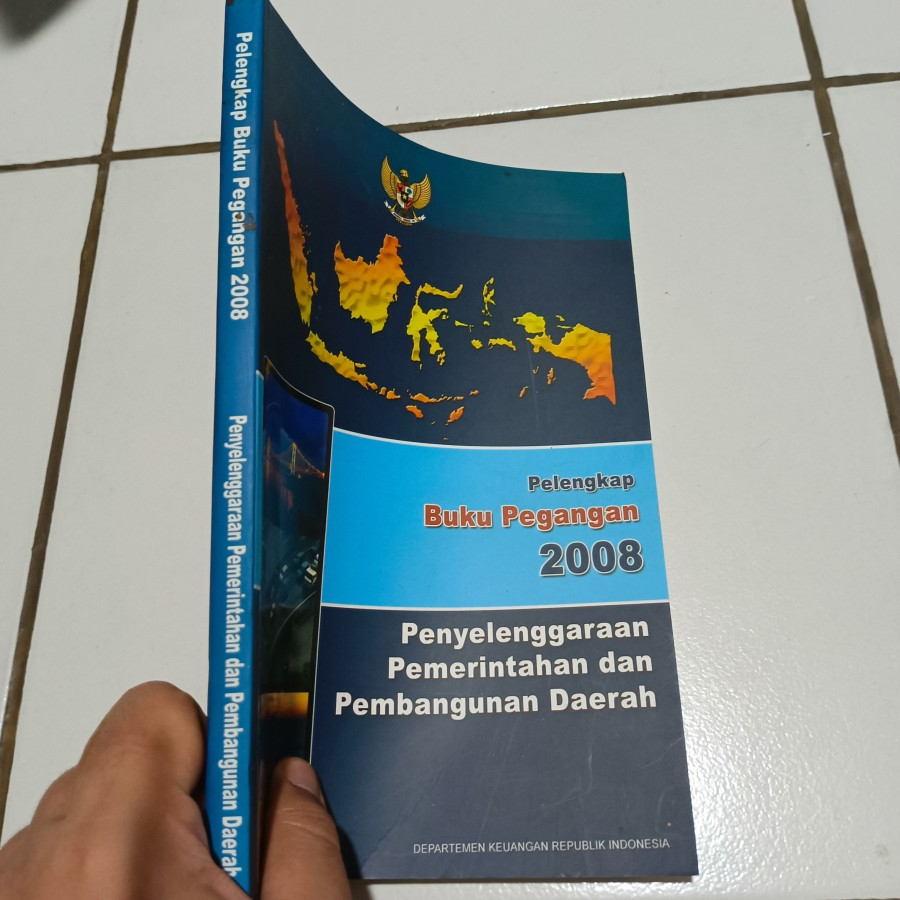 Pelengkap Buku Pegangan 2008
Penyelenggaraan Pemerintahan dan Pembangunan Daerah
Pelengkap
Buku Pegangan
2008
Penyelenggaraan
Pemerintahan dan
Pembangunan Daerah
DEPARTEMEN KEUANGAN REPUBLIK INDONESIA